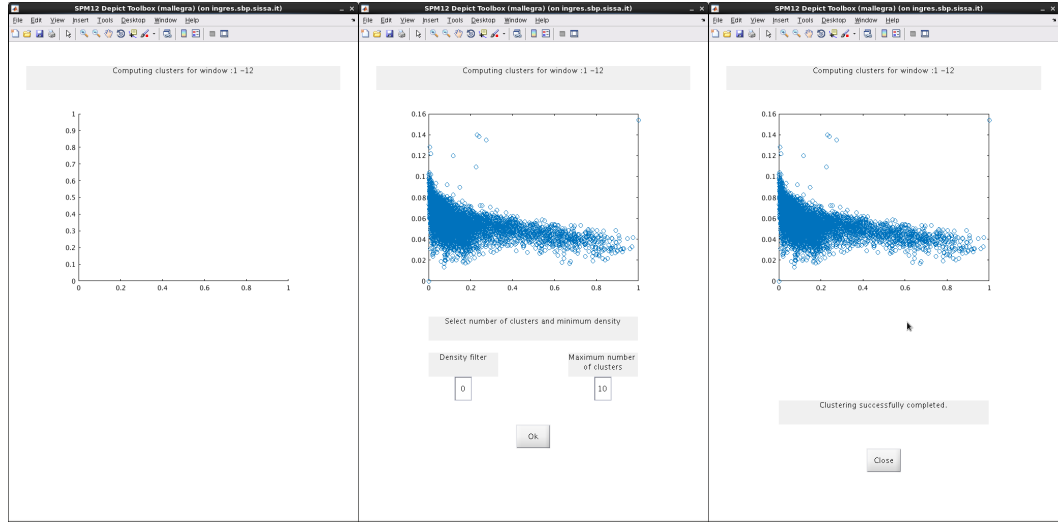 SPM12 Depict Toolbox (mallegra) (on ingres.sbp.sissa.it)
File Edit View Insert Tools Desktop Window Help
Computing clusters for window :1 −12
1
0.9
0.8
0.7
0.6
0.5
0.4
0.3
0.2
0.1
0
0 0.2 0.4 0.6 0.8 1
SPM12 Depict Toolbox (mallegra) (on ingres.sbp.sissa.it)
File Edit View Insert Tools Desktop Window Help
Computing clusters for window :1 −12
0.16
0.14
0.12
0.1
0.08
0.06
0.04
0.02
0
0 0.2 0.4 0.6 0.8 1
Select number of clusters and minimum density
Density filter
0
Maximum number
of clusters
10
Ok
SPM12 Depict Toolbox (mallegra) (on ingres.sbp.sissa.it)
File Edit View Insert Tools Desktop Window Help
Computing clusters for window :1 −12
0.16
0.14
0.12
0.1
0.08
0.06
0.04
0.02
0
0 0.2 0.4 0.6 0.8 1
Clustering successfully completed.
Close